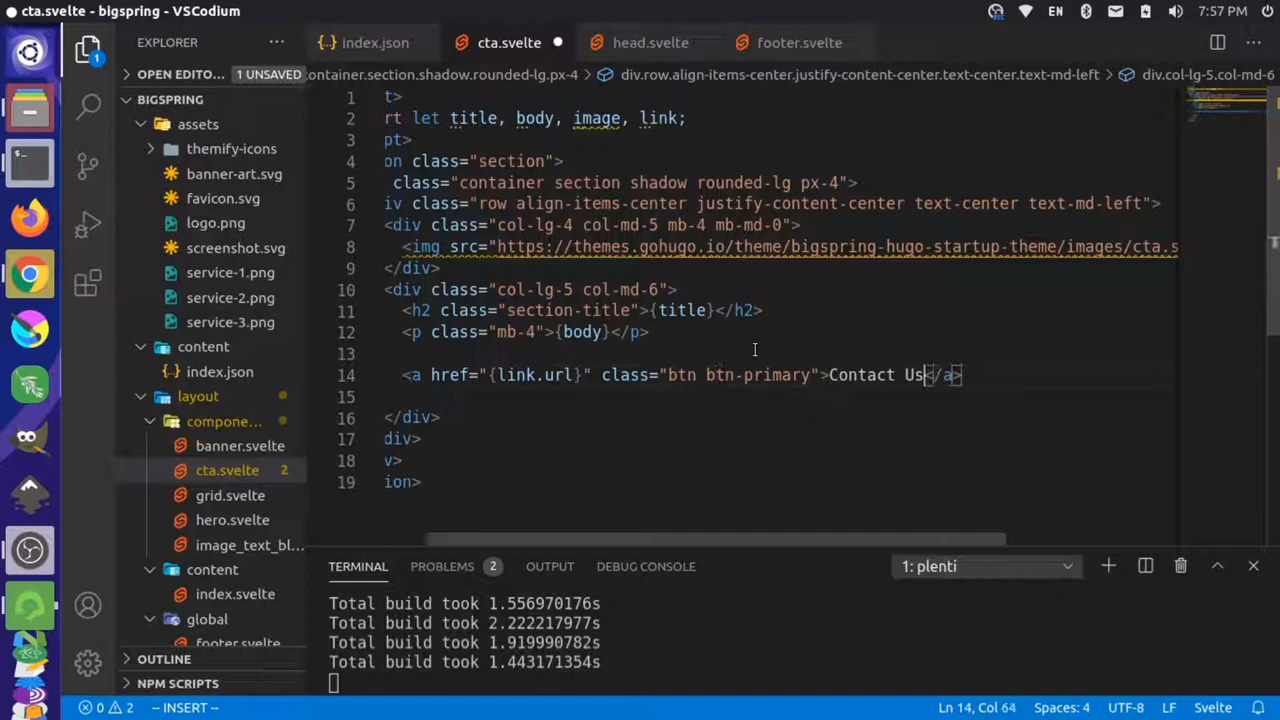 cta.svelte - bigspring - VSCodium
EN
7:57 PM
EXPLORER
index.json
cta.svelte
head.svelte
footer.svelte
OPEN EDITO...
1 UNSAVED
container.section.shadow.rounded-lg.px-4
div.row.align-items-center.justify-content-center.text-center.text-md-left
div.col-lg-5.col-md-6
BIGSPRING
assets
themify-icons
banner-art.svg
favicon.svg
logo.png
screenshot.svg
service-1.png
service-2.png
service-3.png
content
index.json
layout
compone...
banner.svelte
cta.svelte 2
grid.svelte
hero.svelte
image_text_bl...
content
index.svelte
global
footer.svelte
OUTLINE
NPM SCRIPTS
1 t>
2 rt let title, body, image, link;
3 pt>
4 on class="section">
5 class="container section shadow rounded-lg px-4">
6 iv class="row align-items-center justify-content-center text-center text-md-left">
7 <div class="col-lg-4 col-md-5 mb-4 mb-md-0">
8 <img src="https://themes.gohugo.io/theme/bigspring-hugo-startup-theme/images/cta.s
9 </div>
10 <div class="col-lg-5 col-md-6">
11 <h2 class="section-title">{title}</h2>
12 <p class="mb-4">{body}</p>
13
14 <a href="{link.url}" class="btn btn-primary">Contact Us</a>
15
16 </div>
17 div>
18 v>
19 ion>
TERMINAL
PROBLEMS 2
OUTPUT
DEBUG CONSOLE
1: plenti
Total build took 1.556970176s
Total build took 2.222217977s
Total build took 1.919990782s
Total build took 1.443171354s
0 2
-- INSERT --
Ln 14, Col 64
Spaces: 4
UTF-8
LF
Svelte